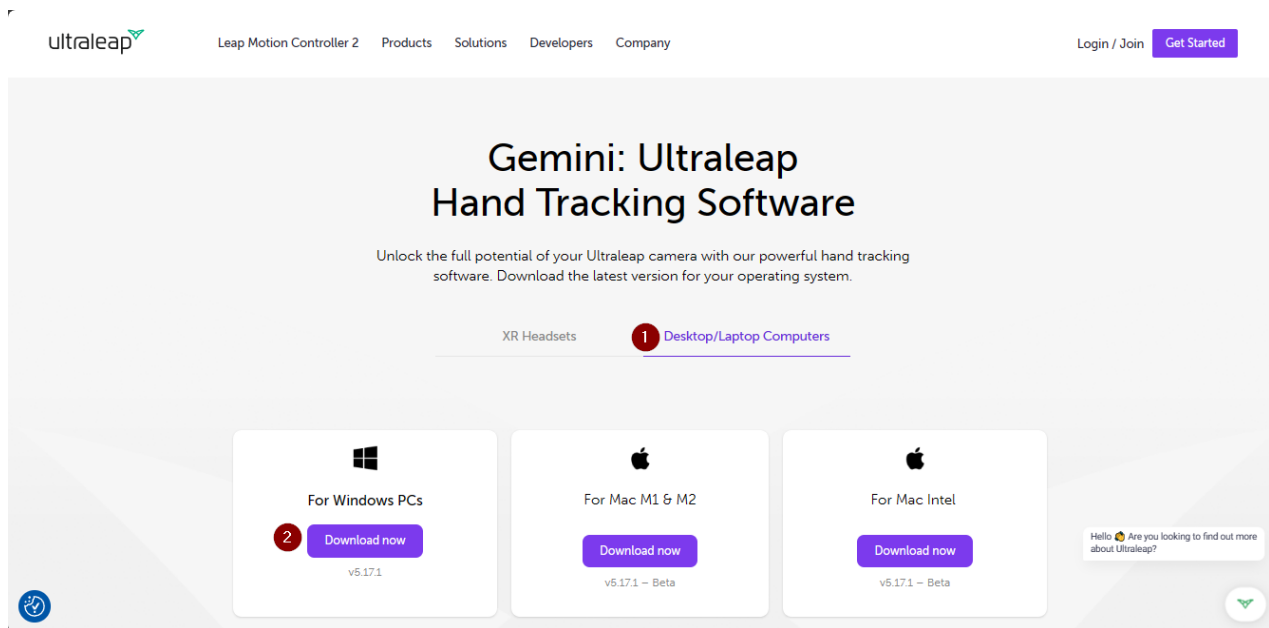 ultraleap
Leap Motion Controller 2 Products Solutions Developers Company
Login / Join Get Started
Gemini: Ultraleap
Hand Tracking Software
Unlock the full potential of your Ultraleap camera with our powerful hand tracking
software. Download the latest version for your operating system.
XR Headsets 1 Desktop/Laptop Computers
For Windows PCs
2 Download now
v5.17.1
For Mac M1 & M2
Download now
v5.17.1 – Beta
For Mac Intel
Download now
v5.17.1 – Beta
Hello 👋 Are you looking to find out more
about Ultraleap?